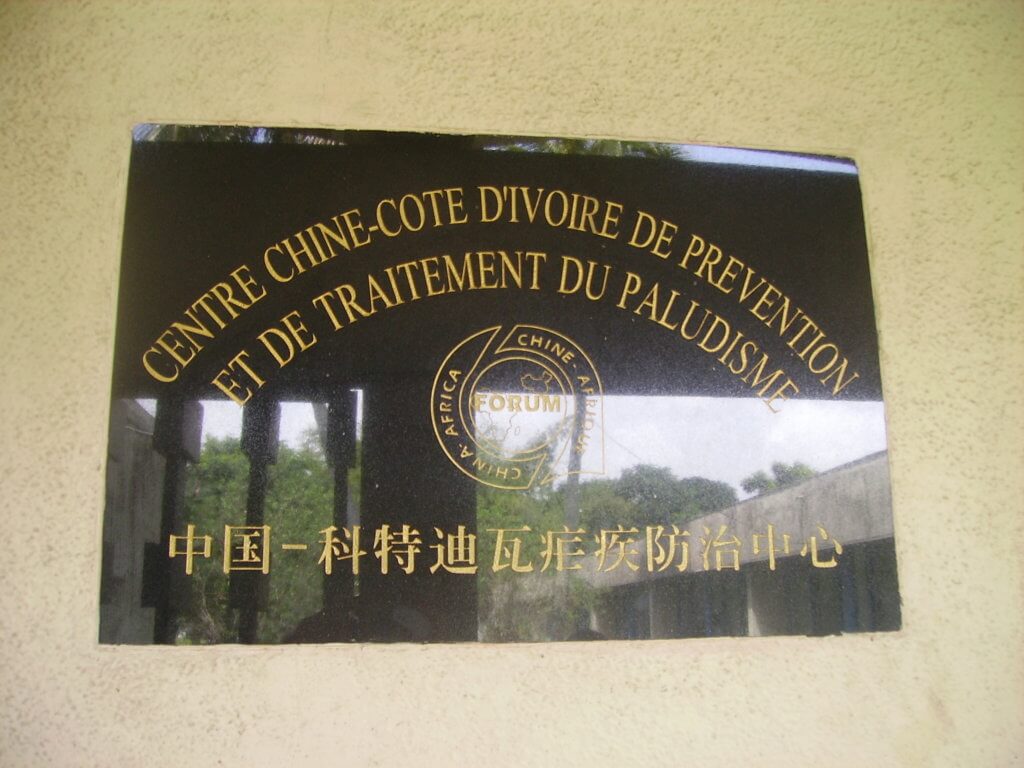 CENTRE CHINE-COTE D'IVOIRE DE PREVENTION
ET DE TRAITEMENT DU PALUDISME
CHINE-AFRIQUE
FORUM
CHINA-AFRICA
中国-科特迪瓦疟疾防治中心